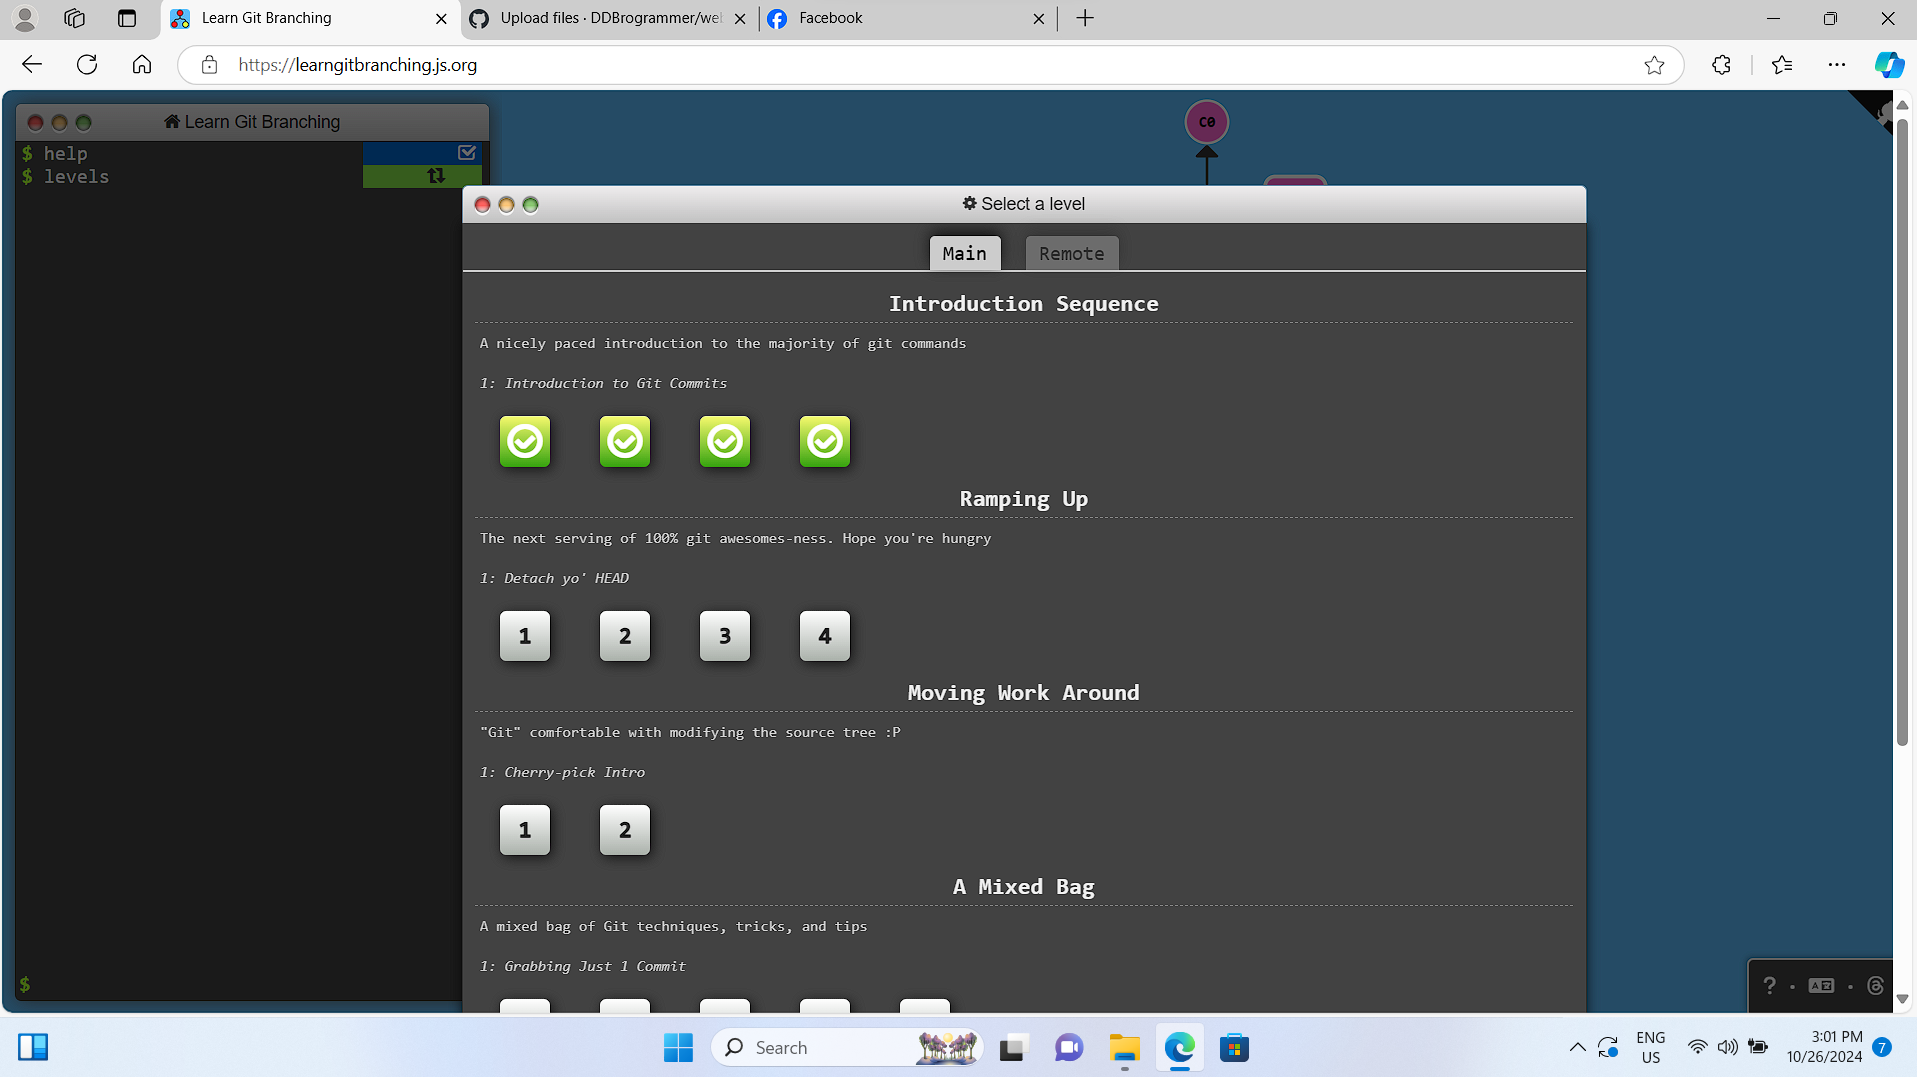 Learn Git Branching
Upload files · DDBrogrammer/we
Facebook
https://learngitbranching.js.org
Learn Git Branching
$ help
$ levels
C0
Select a level
Main
Remote
Introduction Sequence
A nicely paced introduction to the majority of git commands
1: Introduction to Git Commits
Ramping Up
The next serving of 100% git awesomes-ness. Hope you're hungry
1: Detach yo' HEAD
1 2 3 4
Moving Work Around
"Git" comfortable with modifying the source tree :P
1: Cherry-pick Intro
1 2
A Mixed Bag
A mixed bag of Git techniques, tricks, and tips
1: Grabbing Just 1 Commit
$
?
Search
ENG
US
3:01 PM
10/26/2024
7